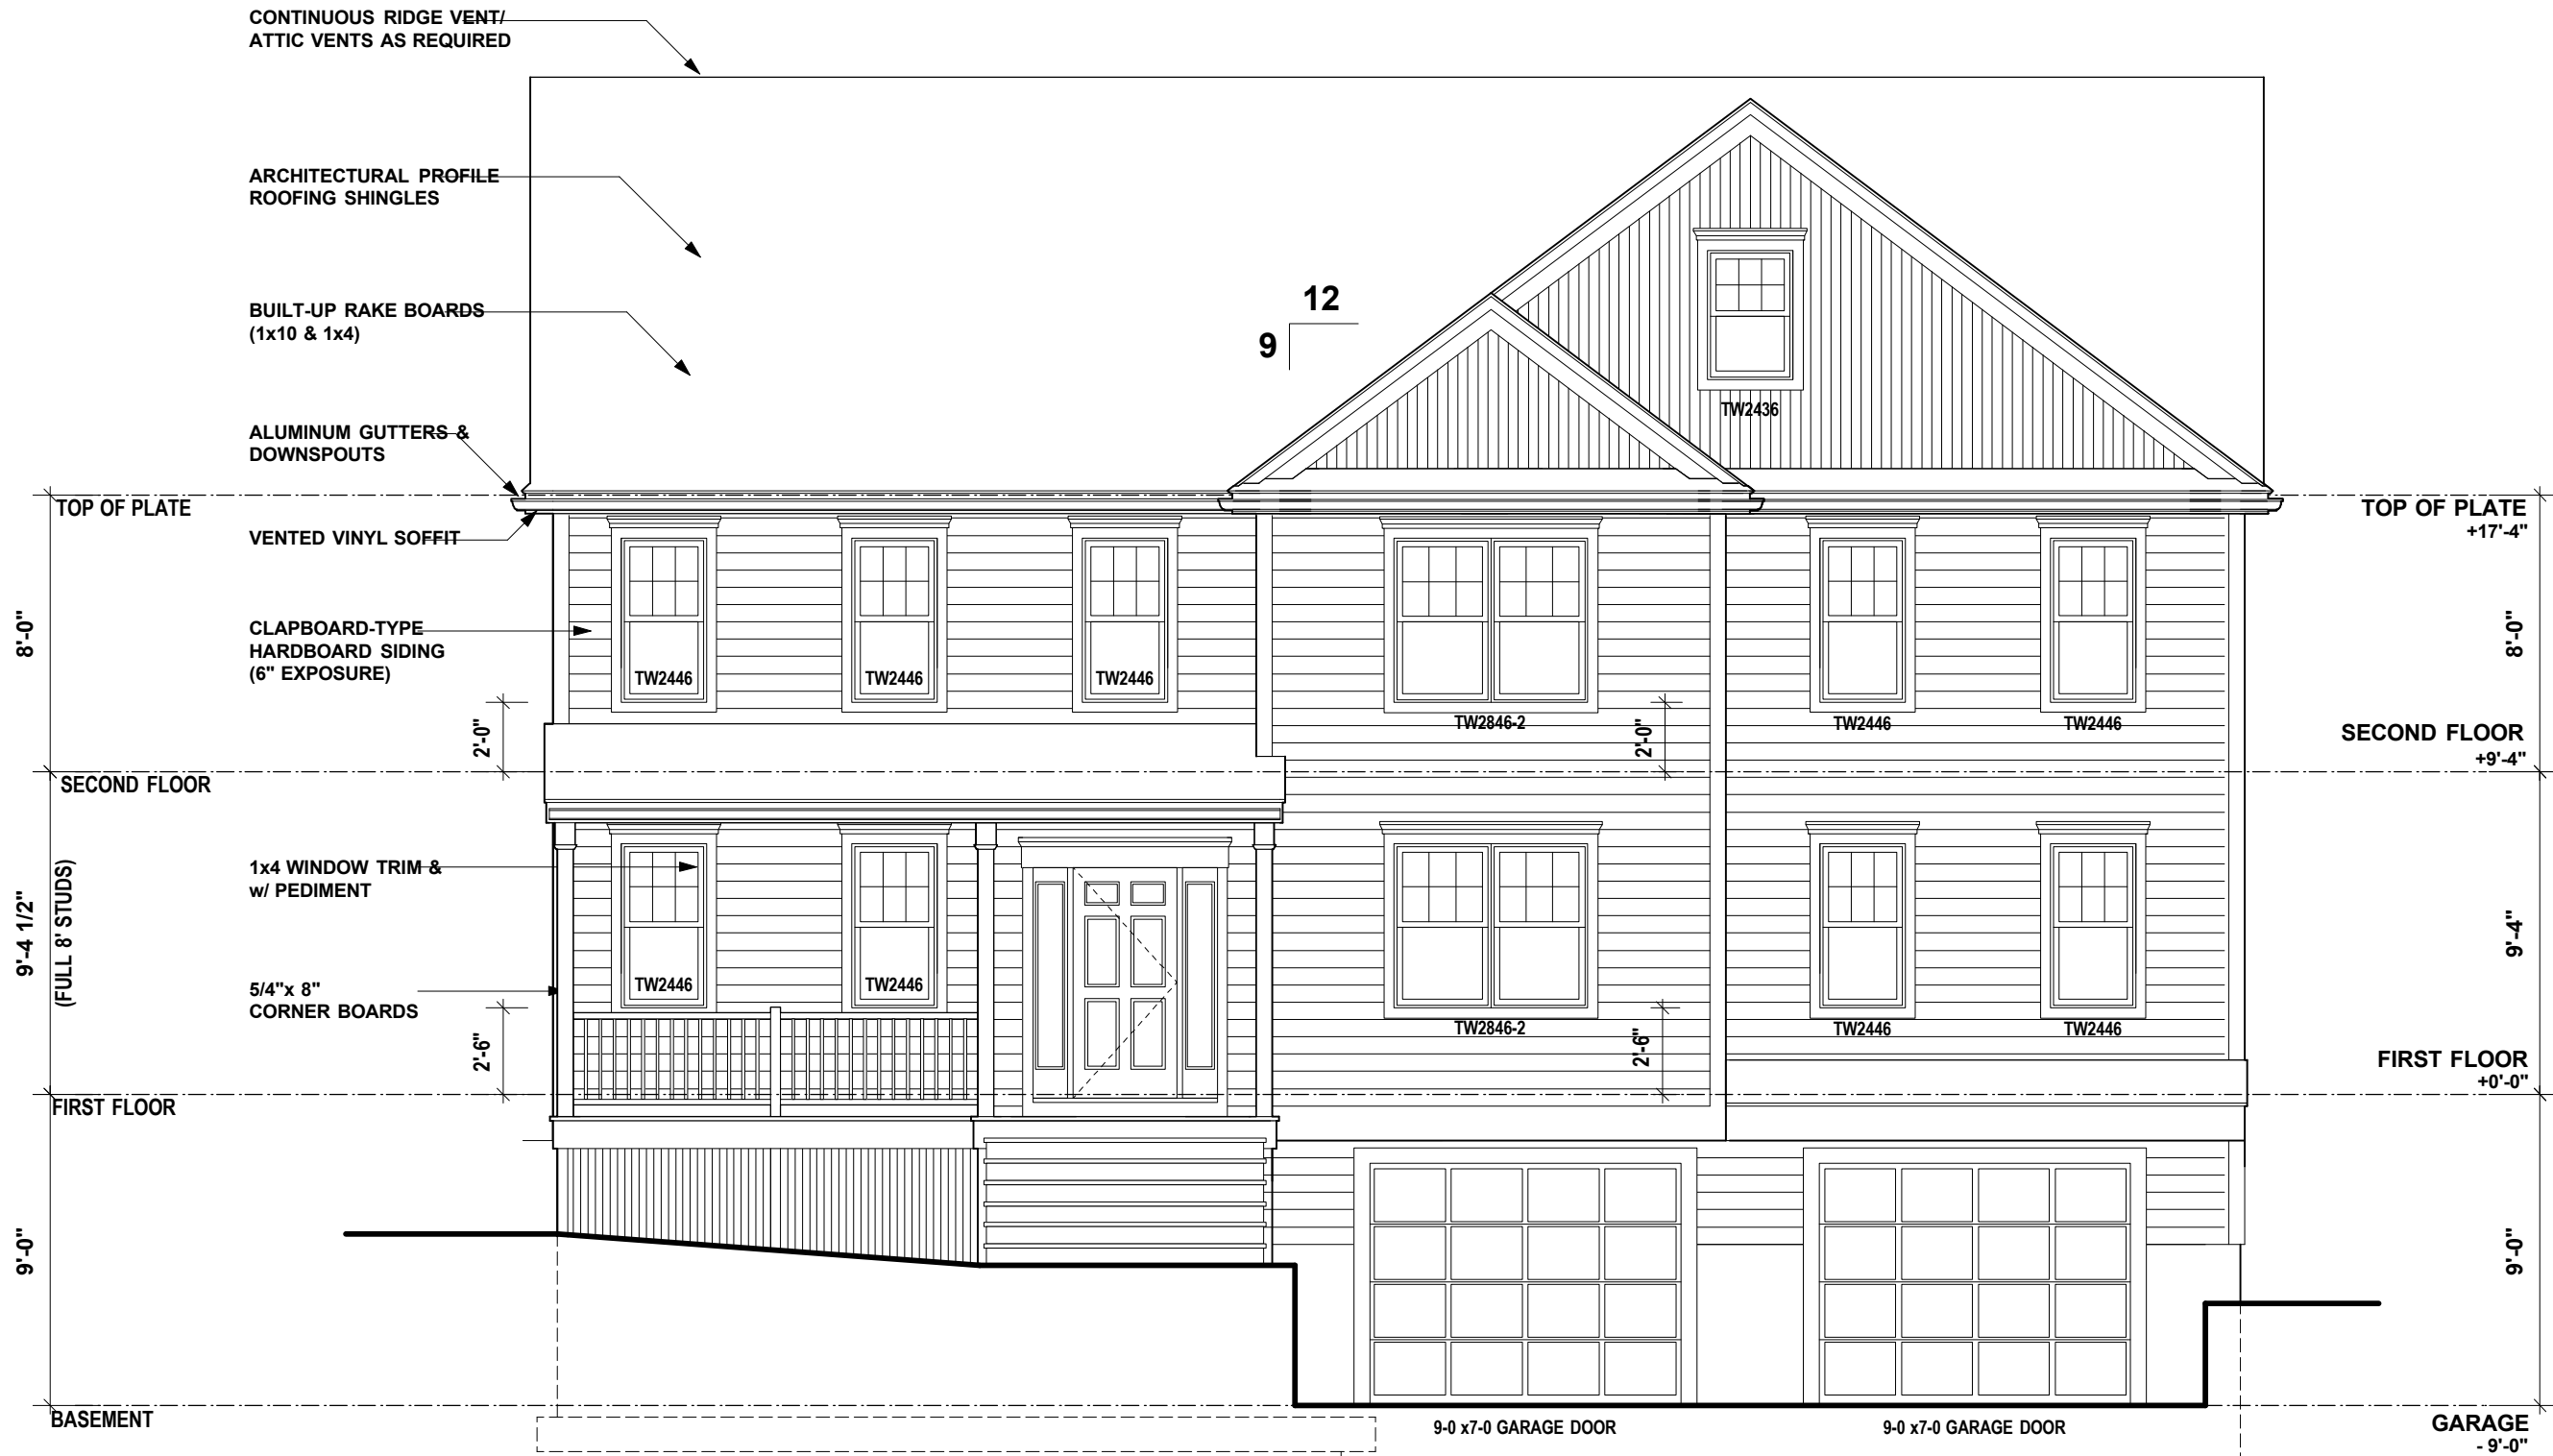 CONTINUOUS RIDGE VENT/
ATTIC VENTS AS REQUIRED
ARCHITECTURAL PROFILE
ROOFING SHINGLES
BUILT-UP RAKE BOARDS
(1x10 & 1x4)
12
9
TW2436
ALUMINUM GUTTERS &
DOWNSPOUTS
TOP OF PLATE
TOP OF PLATE
+17'-4"
VENTED VINYL SOFFIT
8'-0"
CLAPBOARD-TYPE
HARDBOARD SIDING
(6" EXPOSURE)
8'-0"
TW2446
TW2446
TW2446
TW2846-2
TW2446
TW2446
2'-0"
2'-0"
SECOND FLOOR
+9'-4"
SECOND FLOOR
1x4 WINDOW TRIM &
w/ PEDIMENT
9'-4 1/2"
(FULL 8' STUDS)
9'-4"
TW2446
TW2446
5/4"x 8"
CORNER BOARDS
TW2846-2
TW2446
TW2446
2'-6"
2'-6"
FIRST FLOOR
+0'-0"
FIRST FLOOR
9'-0"
9'-0"
BASEMENT
9-0 x7-0 GARAGE DOOR
9-0 x7-0 GARAGE DOOR
GARAGE
- 9'-0"